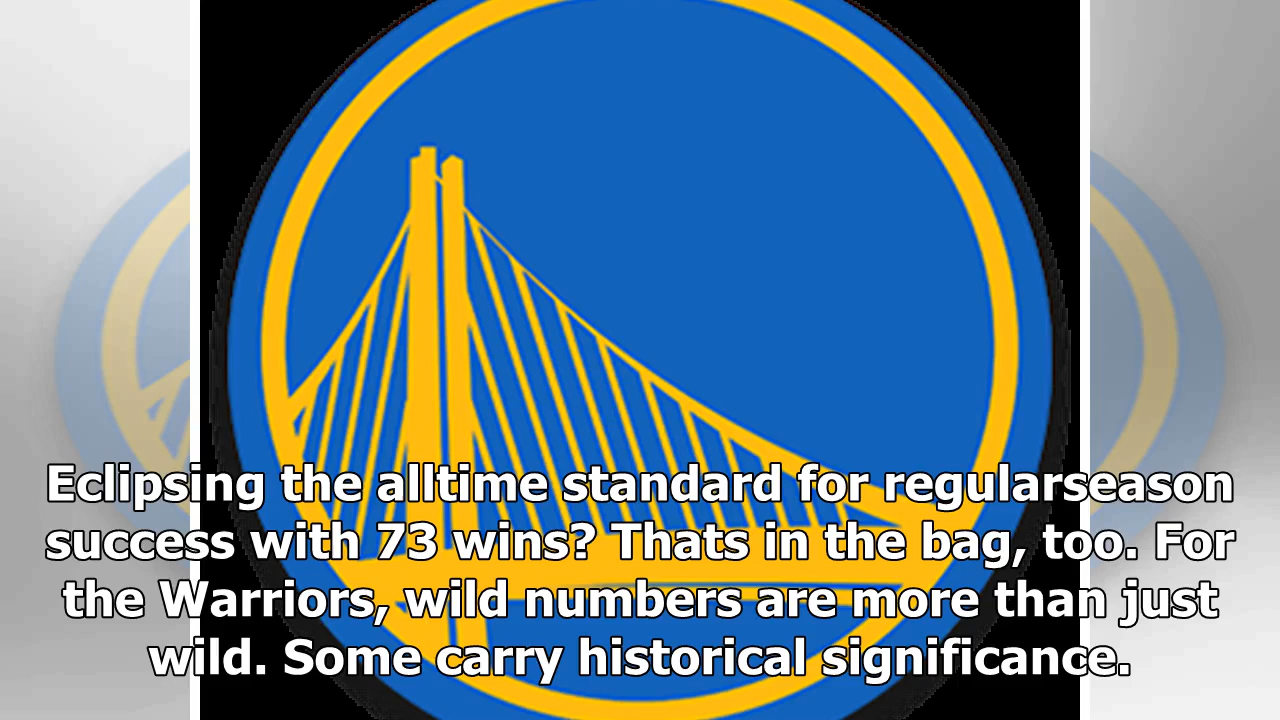 Eclipsing the alltime standard for regularseason
success with 73 wins? Thats in the bag, too. For
the Warriors, wild numbers are more than just
wild. Some carry historical significance.